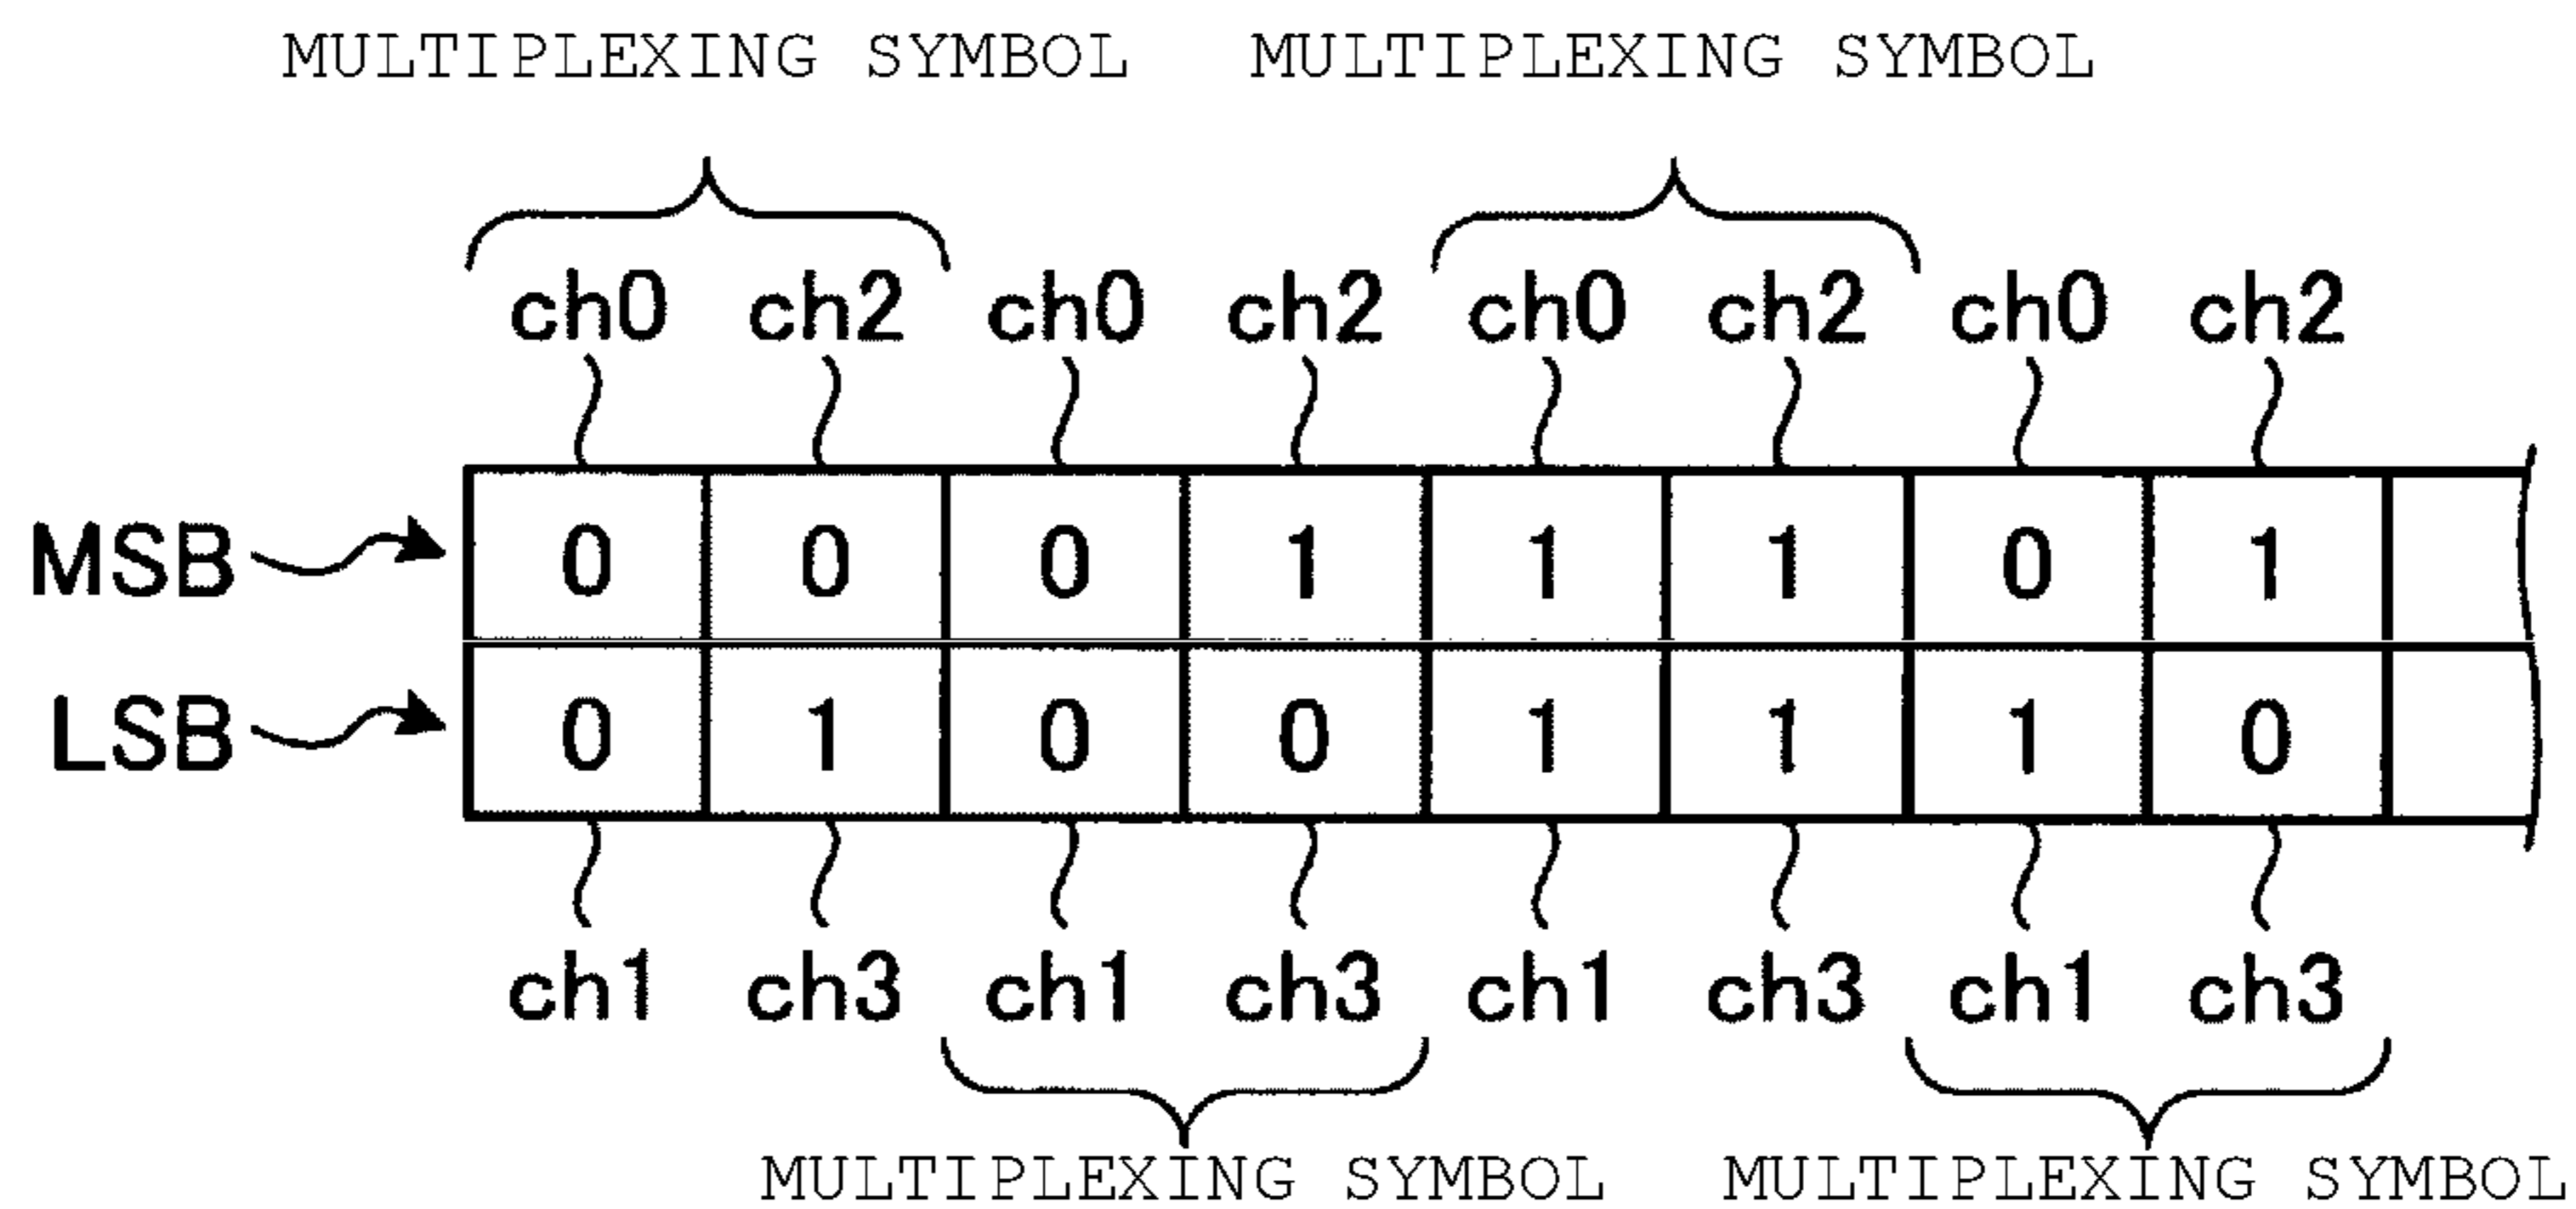 MULTIPLEXING SYMBOL MULTIPLEXING SYMBOL
ch0 ch2 ch0 ch2 ch0 ch2 ch0 ch2
MSB 0 0 0 1 1 1 0 1
LSB 0 1 0 0 1 1 1 0
ch1 ch3 ch1 ch3 ch1 ch3 ch1 ch3
MULTIPLEXING SYMBOL MULTIPLEXING SYMBOL